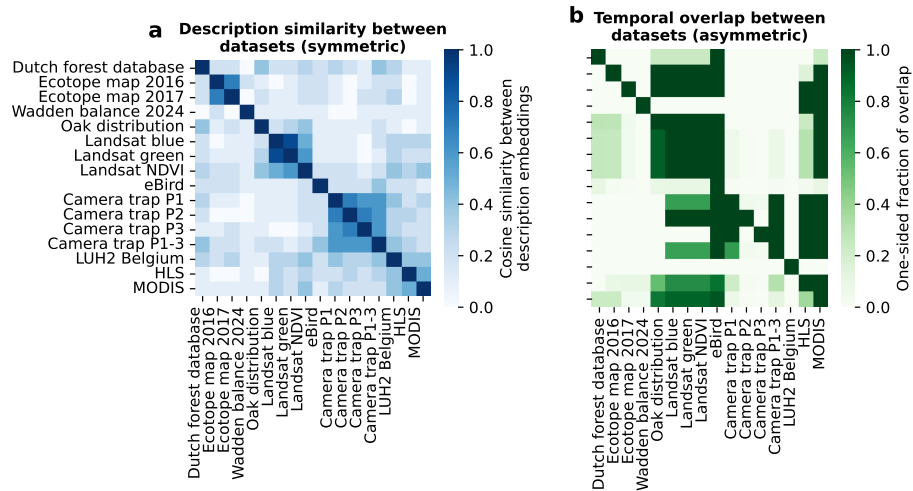 a
Description similarity between
datasets (symmetric)
Dutch forest database
Ecotope map 2016
Ecotope map 2017
Wadden balance 2024
Oak distribution
Landsat blue
Landsat green
Landsat NDVI
eBird
Camera trap P1
Camera trap P2
Camera trap P3
Camera trap P1-3
LUH2 Belgium
HLS
MODIS
Dutch forest database
Ecotope map 2016
Ecotope map 2017
Wadden balance 2024
Oak distribution
Landsat blue
Landsat green
Landsat NDVI
eBird
Camera trap P1
Camera trap P2
Camera trap P3
Camera trap P1-3
LUH2 Belgium
HLS
MODIS
1.0
0.8
0.6
0.4
0.2
0.0
Cosine similarity between
description embeddings
b
Temporal overlap between
datasets (asymmetric)
Dutch forest database
Ecotope map 2016
Ecotope map 2017
Wadden balance 2024
Oak distribution
Landsat blue
Landsat green
Landsat NDVI
eBird
Camera trap P1
Camera trap P2
Camera trap P3
Camera trap P1-3
LUH2 Belgium
HLS
MODIS
1.0
0.8
0.6
0.4
0.2
0.0
One-sided fraction of overlap